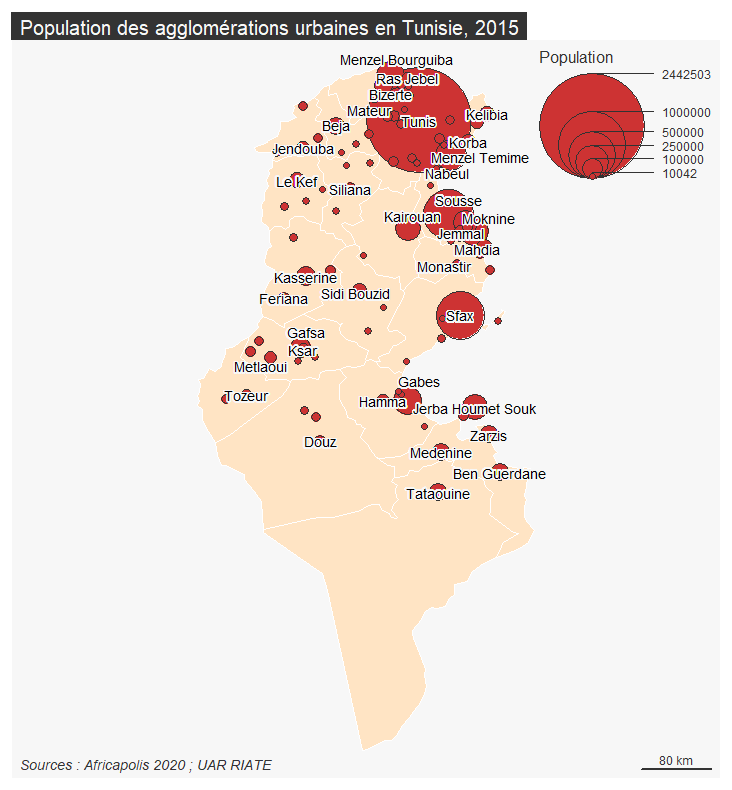 Population des agglomérations urbaines en Tunisie, 2015
Population
2442503
1000000
500000
250000
100000
10042
Menzel Bourguiba
Ras Jebel
Bizerte
Mateur
Tunis
Kelibia
Beja
Korba
Jendouba
Menzel Temime
Nabeul
Le Kef
Siliana
Sousse
Kairouan
Moknine
Jemmal
Mahdia
Monastir
Kasserine
Sidi Bouzid
Feriana
Sfax
Gafsa
Ksar
Metlaoui
Gabes
Tozeur
Hamma
Jerba Houmet Souk
Zarzis
Douz
Medenine
Ben Guerdane
Tataouine
80 km
Sources : Africapolis 2020 ; UAR RIATE